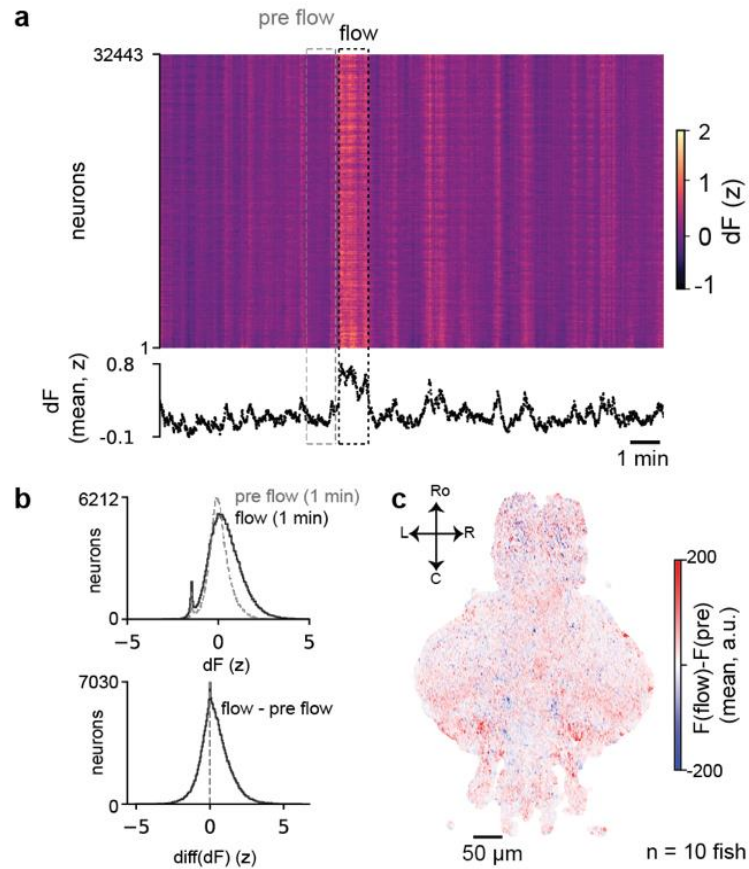 a
pre flow
flow
32443
neurons
1
2
1
0
-1
dF (z)
0.8
-0.1
dF
(mean, z)
1 min
b
6212
neurons
0
pre flow (1 min)
flow (1 min)
−5 0 5
dF (z)
7030
neurons
0
flow - pre flow
−5 0 5
diff(dF) (z)
c
Ro
L R
C
200
-200
F(flow)-F(pre)
(mean, a.u.)
50 µm
n = 10 fish